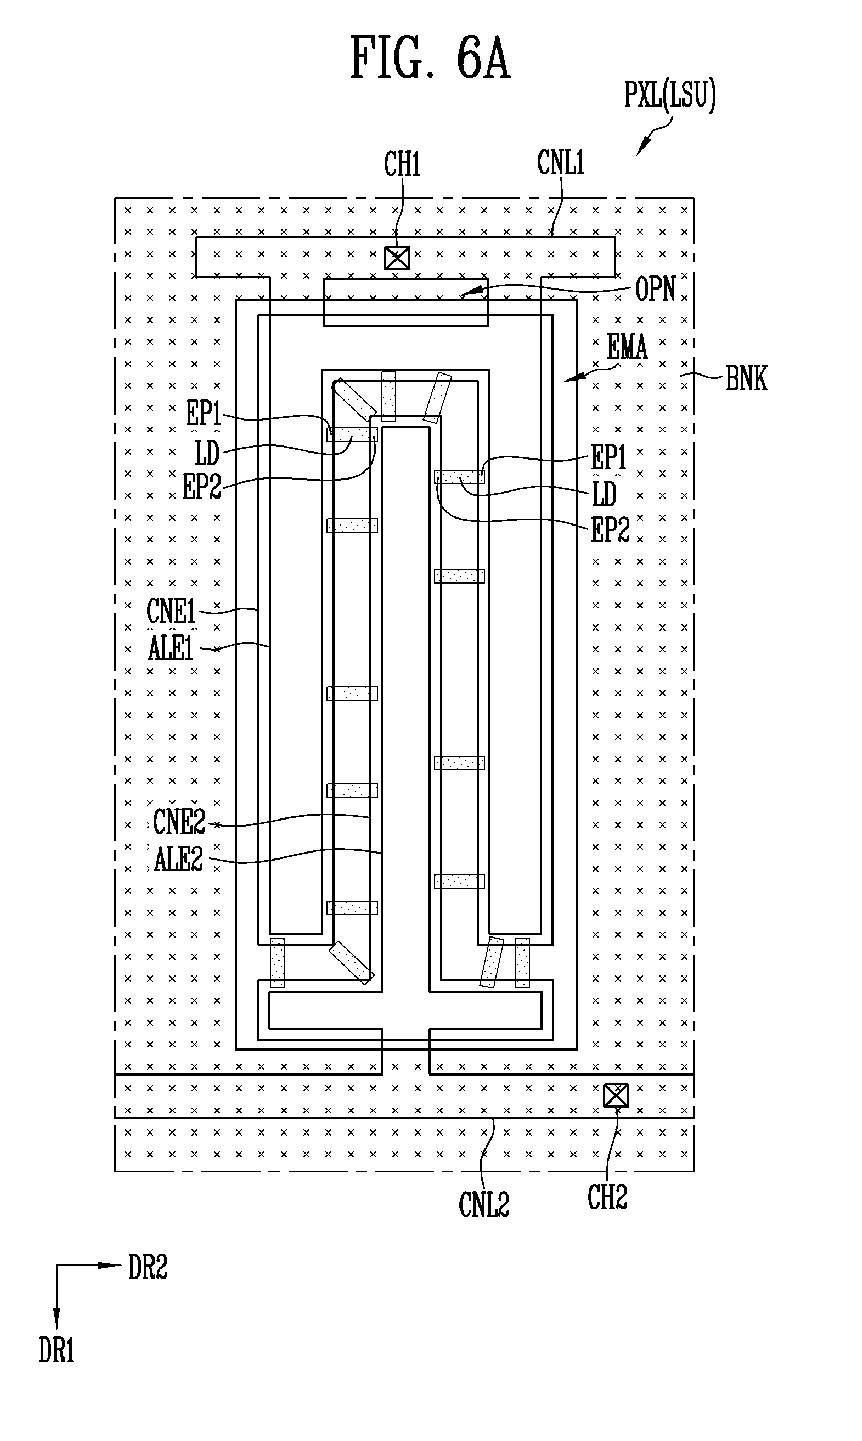 FIG. 6A
PXL(LSU)
CH1
CNL1
OPN
EMA
BNK
EP1
LD
EP2
EP1
LD
EP2
CNE1
ALE1
CNE2
ALE2
CNL2
CH2
DR2
DR1